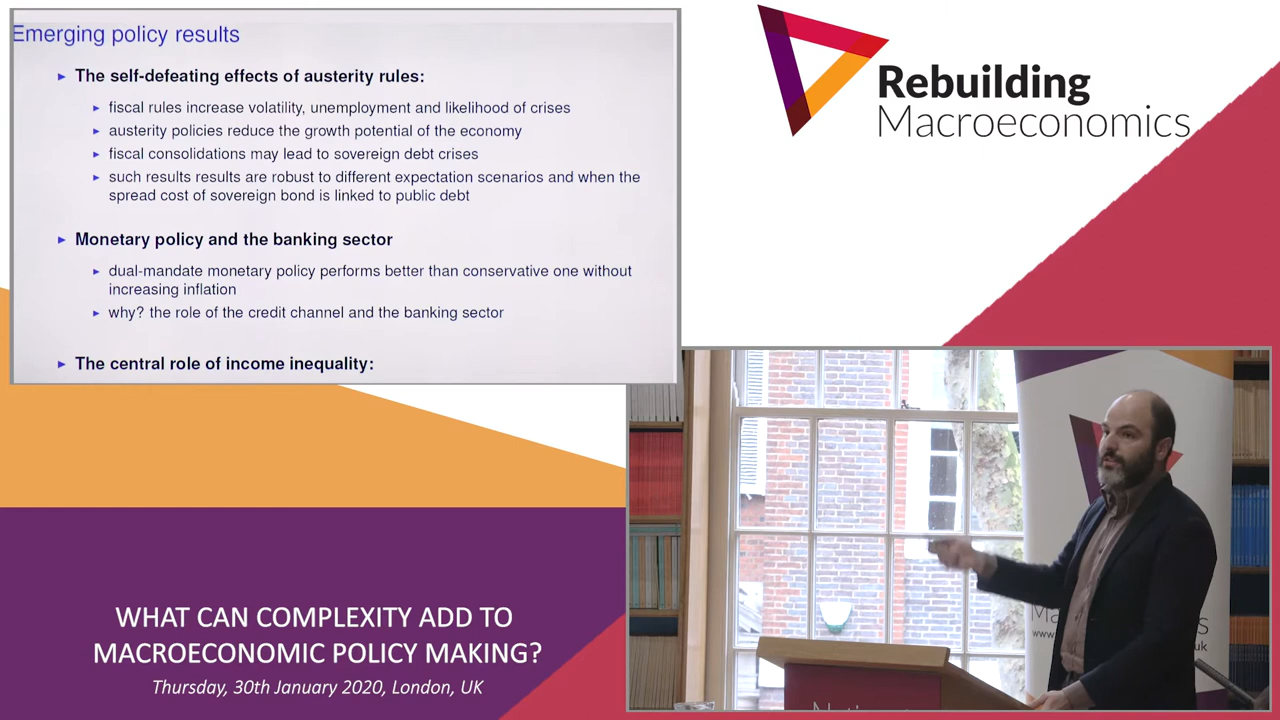 Emerging policy results
The self-defeating effects of austerity rules:
fiscal rules increase volatility, unemployment and likelihood of crises
austerity policies reduce the growth potential of the economy
fiscal consolidations may lead to sovereign debt crises
such results results are robust to different expectation scenarios and when the
spread cost of sovereign bond is linked to public debt
Monetary policy and the banking sector
dual-mandate monetary policy performs better than conservative one without
increasing inflation
why? the role of the credit channel and the banking sector
The central role of income inequality:
Rebuilding
Macroeconomics
WHAT CAN COMPLEXITY ADD TO
MACROECONOMIC POLICY MAKING?
Thursday, 30th January 2020, London, UK